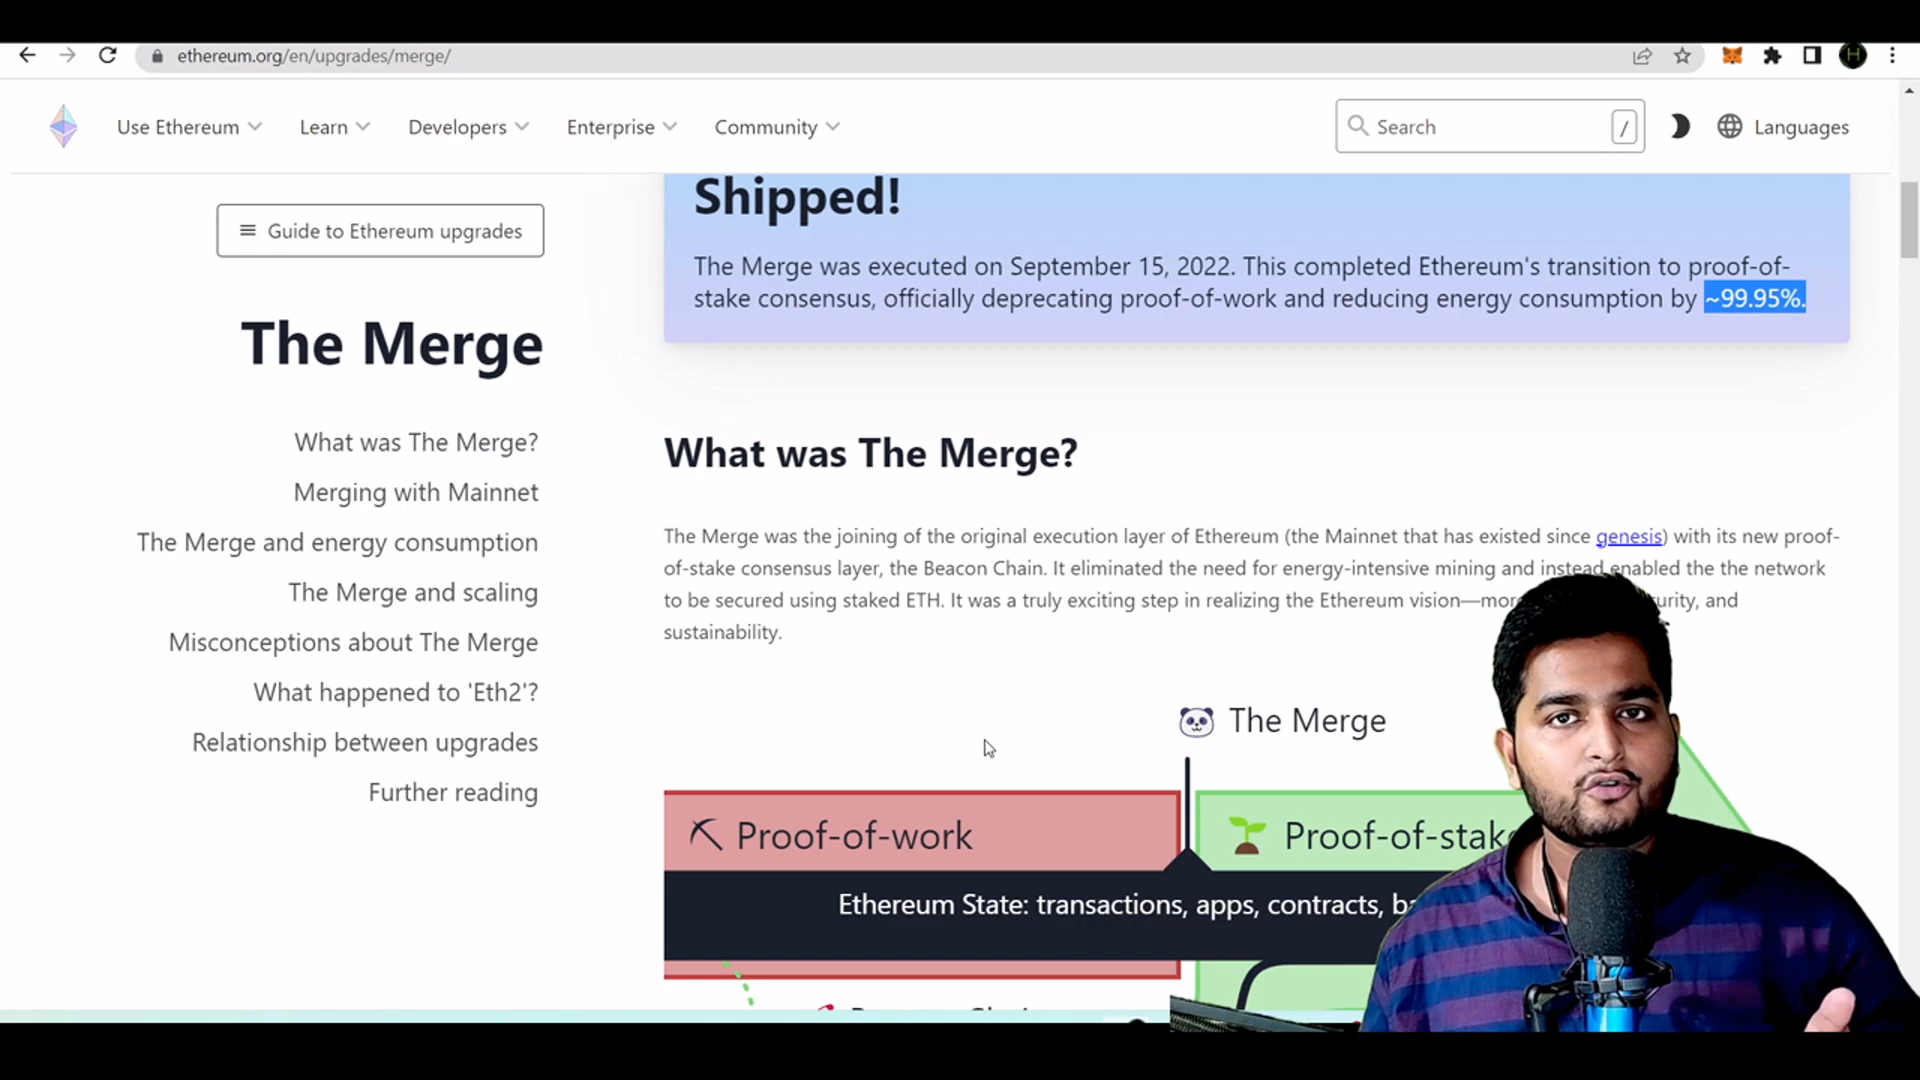 ethereum.org/en/upgrades/merge/
H
Use Ethereum
Learn
Developers
Enterprise
Community
Search
/
Languages
Guide to Ethereum upgrades
The Merge
What was The Merge?
Merging with Mainnet
The Merge and energy consumption
The Merge and scaling
Misconceptions about The Merge
What happened to 'Eth2'?
Relationship between upgrades
Further reading
Shipped!
The Merge was executed on September 15, 2022. This completed Ethereum's transition to proof-of-
stake consensus, officially deprecating proof-of-work and reducing energy consumption by ~99.95%.
What was The Merge?
The Merge was the joining of the original execution layer of Ethereum (the Mainnet that has existed since genesis) with its new proof-
of-stake consensus layer, the Beacon Chain. It eliminated the need for energy-intensive mining and instead enabled the the network
to be secured using staked ETH. It was a truly exciting step in realizing the Ethereum vision—more and
sustainability.
The Merge
Proof-of-work
Proof-of-stake
Ethereum State: transactions, apps, contracts,